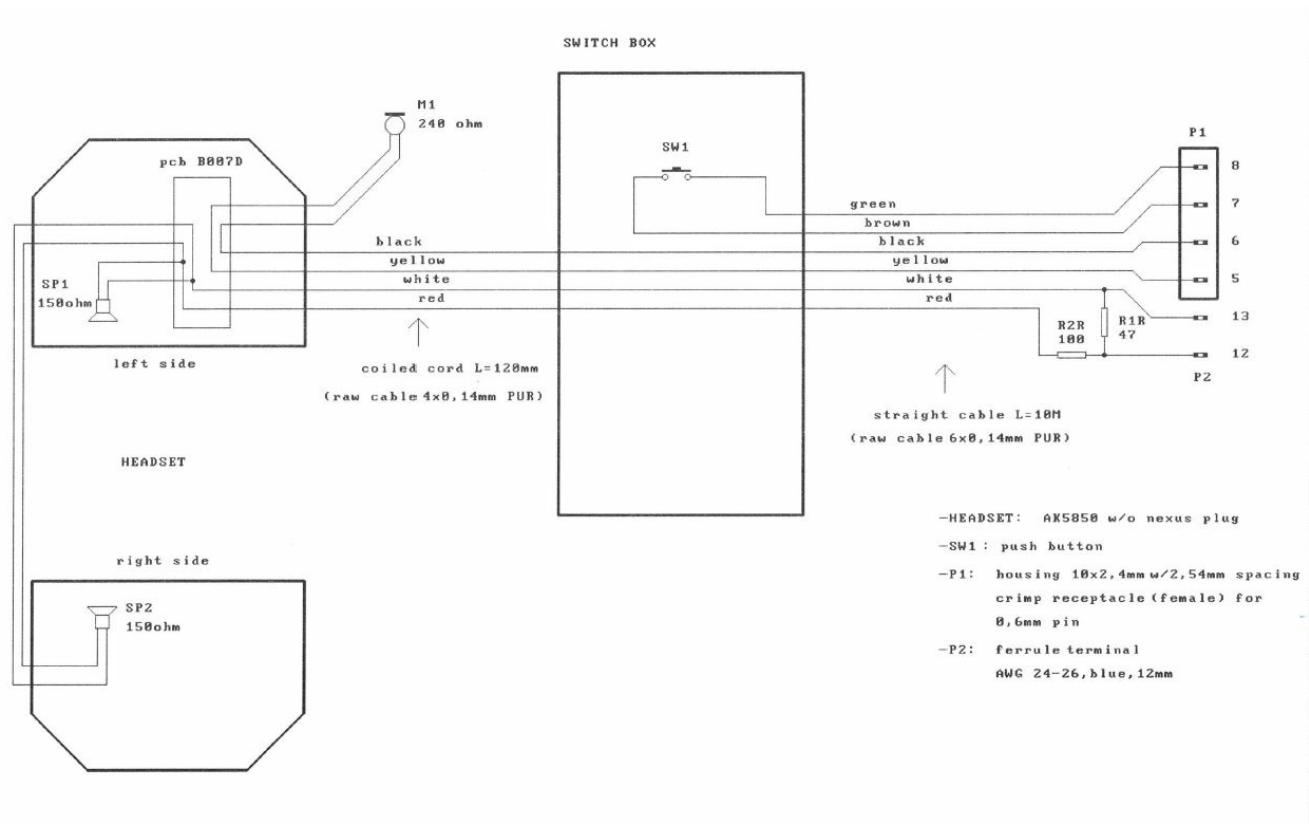 SWITCH BOX
M1
240 ohm
P1
pcb B007D
SW1
8
green
7
brown
black
black
6
yellow
yellow
SP1
white
white
5
150ohm
red
red
13
R2R
100
R1R
47
12
left side
P2
coiled cord L=120mm
(raw cable 4x0,14mm PUR)
straight cable L=10M
(raw cable 6x0,14mm PUR)
HEADSET
right side
SP2
150ohm
-HEADSET: AK5850 w/o nexus plug
-SW1: push button
-P1: housing 10x2,4mm w/2,54mm spacing
crimp receptacle (female) for
0,6mm pin
-P2: ferrule terminal
AWG 24-26, blue, 12mm